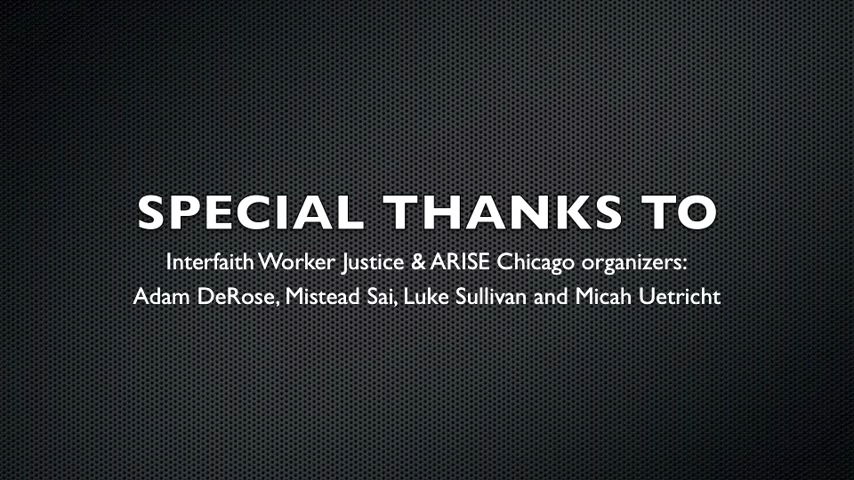 SPECIAL THANKS TO
Interfaith Worker Justice & ARISE Chicago organizers:
Adam DeRose, Mistead Sai, Luke Sullivan and Micah Uetricht